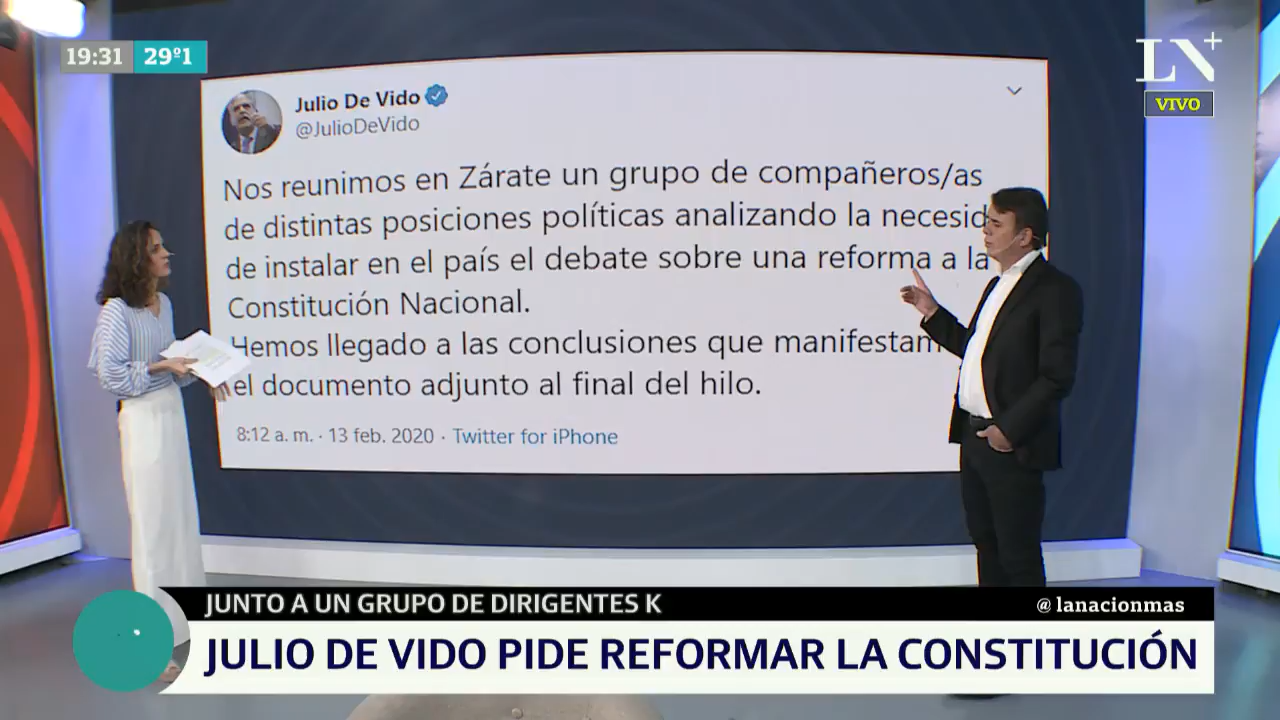 19:31 29º1
LN+
VIVO
Julio De Vido
@JulioDeVido
Nos reunimos en Zárate un grupo de compañeros/as
de distintas posiciones políticas analizando la necesid
de instalar en el país el debate sobre una reforma a la
Constitución Nacional.
Hemos llegado a las conclusiones que manifestam
el documento adjunto al final del hilo.
8:12 a. m. · 13 feb. 2020 · Twitter for iPhone
JUNTO A UN GRUPO DE DIRIGENTES K
@lanacionmas
JULIO DE VIDO PIDE REFORMAR LA CONSTITUCIÓN